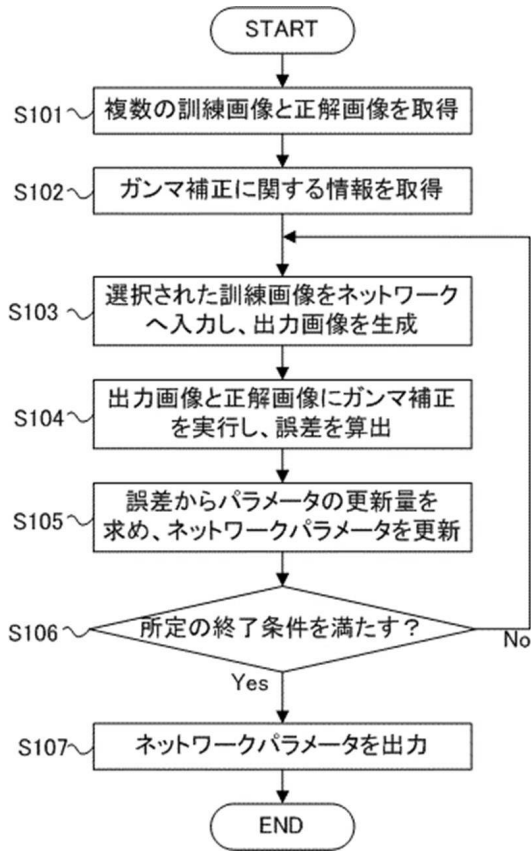 START
S101
複数の訓練画像と正解画像を取得
S102
ガンマ補正に関する情報を取得
S103
選択された訓練画像をネットワーク
へ入力し、出力画像を生成
S104
出力画像と正解画像にガンマ補正
を実行し、誤差を算出
S105
誤差からパラメータの更新量を
求め、ネットワークパラメータを更新
S106
所定の終了条件を満たす？
No
Yes
S107
ネットワークパラメータを出力
END